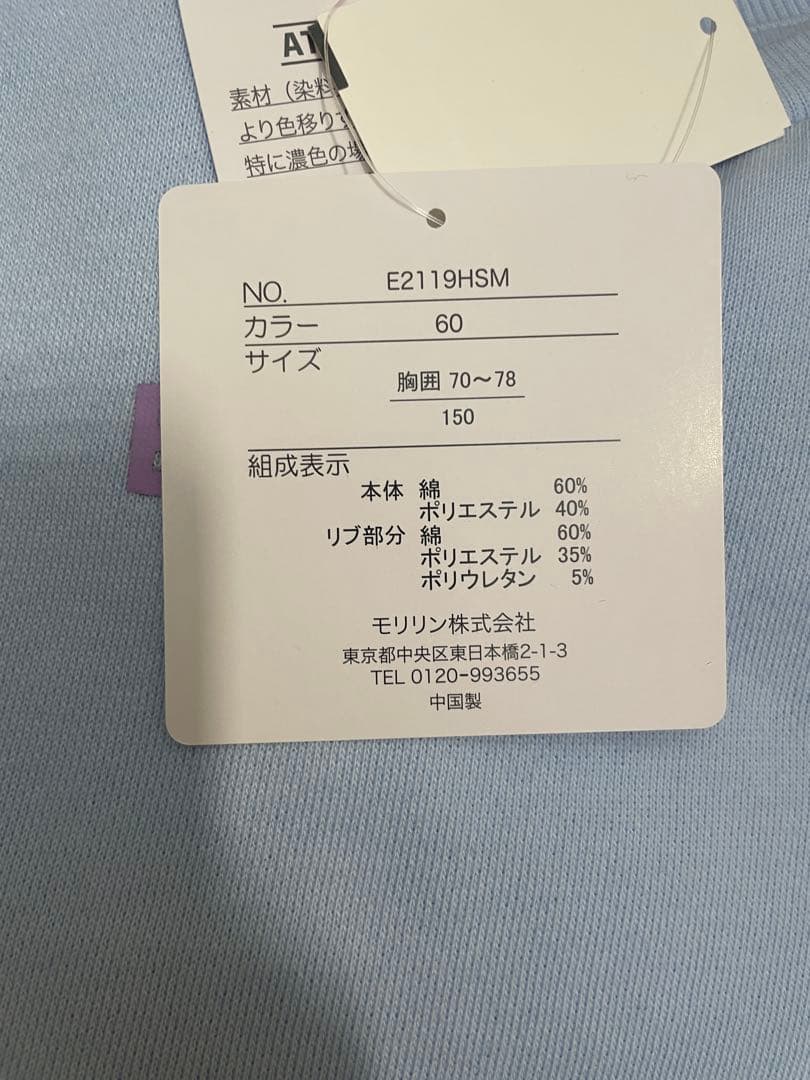 素材（染料
より色移りす
特に濃色の場
NO. E2119HSM
カラー 60
サイズ
胸囲 70～78
150
組成表示
本体 綿 60%
ポリエステル 40%
リブ部分 綿 60%
ポリエステル 35%
ポリウレタン 5%
モリリン株式会社
東京都中央区東日本橋2-1-3
TEL 0120-993655
中国製